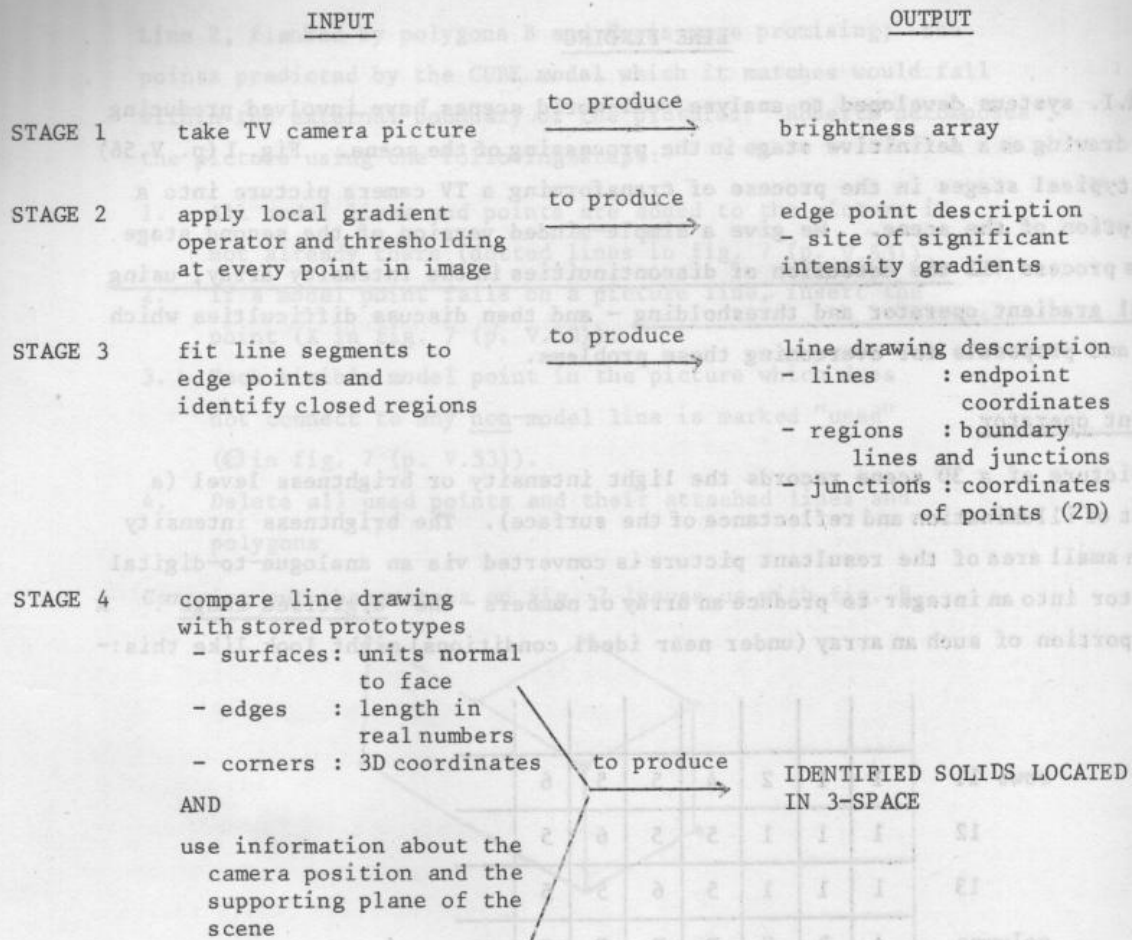 INPUT OUTPUT
STAGE 1 take TV camera picture to produce brightness array
STAGE 2 apply local gradient to produce edge point description
operator and thresholding - site of significant
at every point in image intensity gradients
STAGE 3 fit line segments to to produce line drawing description
edge points and - lines : endpoint
identify closed regions coordinates
- regions : boundary
lines and junctions
- junctions : coordinates
of points (2D)
STAGE 4 compare line drawing
with stored prototypes
- surfaces : units normal
to face
- edges : length in
real numbers
- corners : 3D coordinates to produce IDENTIFIED SOLIDS LOCATED
AND IN 3-SPACE
use information about the
camera position and the
supporting plane of the
scene